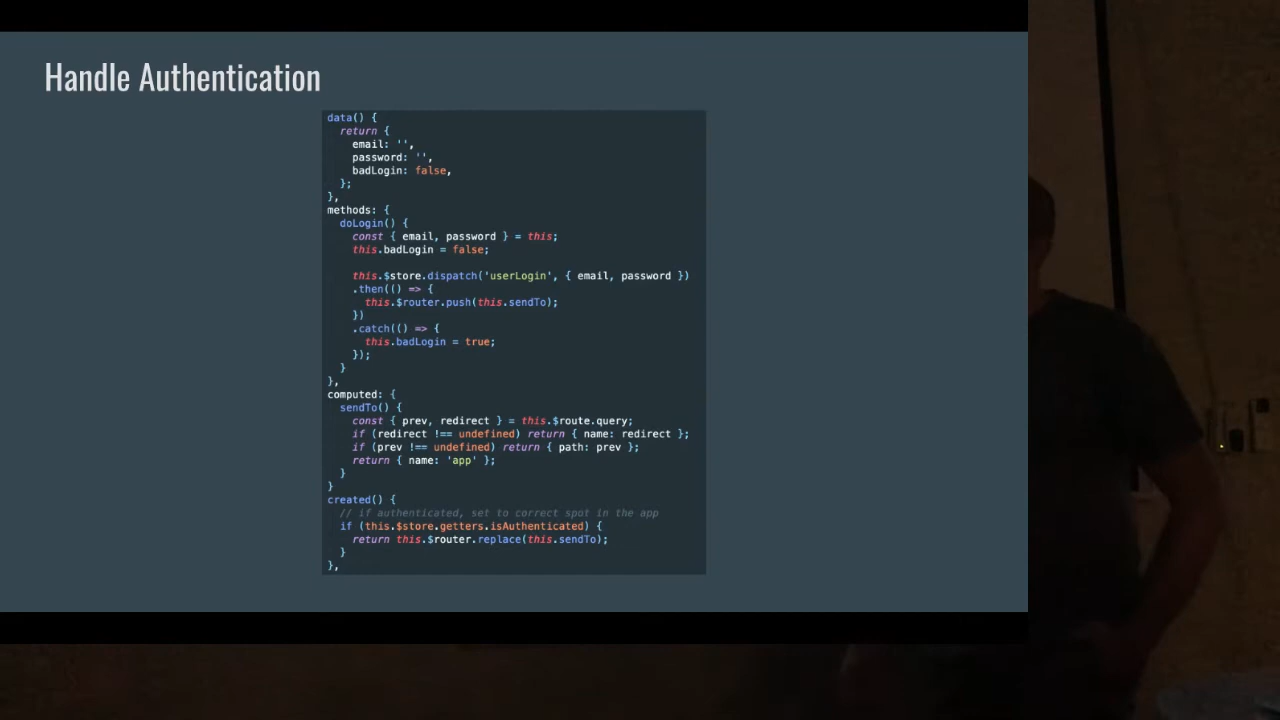 Handle Authentication
data() {
return {
email: '',
password: '',
badLogin: false,
};
},
methods: {
doLogin() {
const { email, password } = this;
this.badLogin = false;
this.$store.dispatch('userLogin', { email, password })
.then(() => {
this.$router.push(this.sendTo);
})
.catch(() => {
this.badLogin = true;
});
}
},
computed: {
sendTo() {
const { prev, redirect } = this.$route.query;
if (redirect !== undefined) return { name: redirect };
if (prev !== undefined) return { path: prev };
return { name: 'app' };
}
}
created() {
// if authenticated, set to correct spot in the app
if (this.$store.getters.isAuthenticated) {
return this.$router.replace(this.sendTo);
}
},